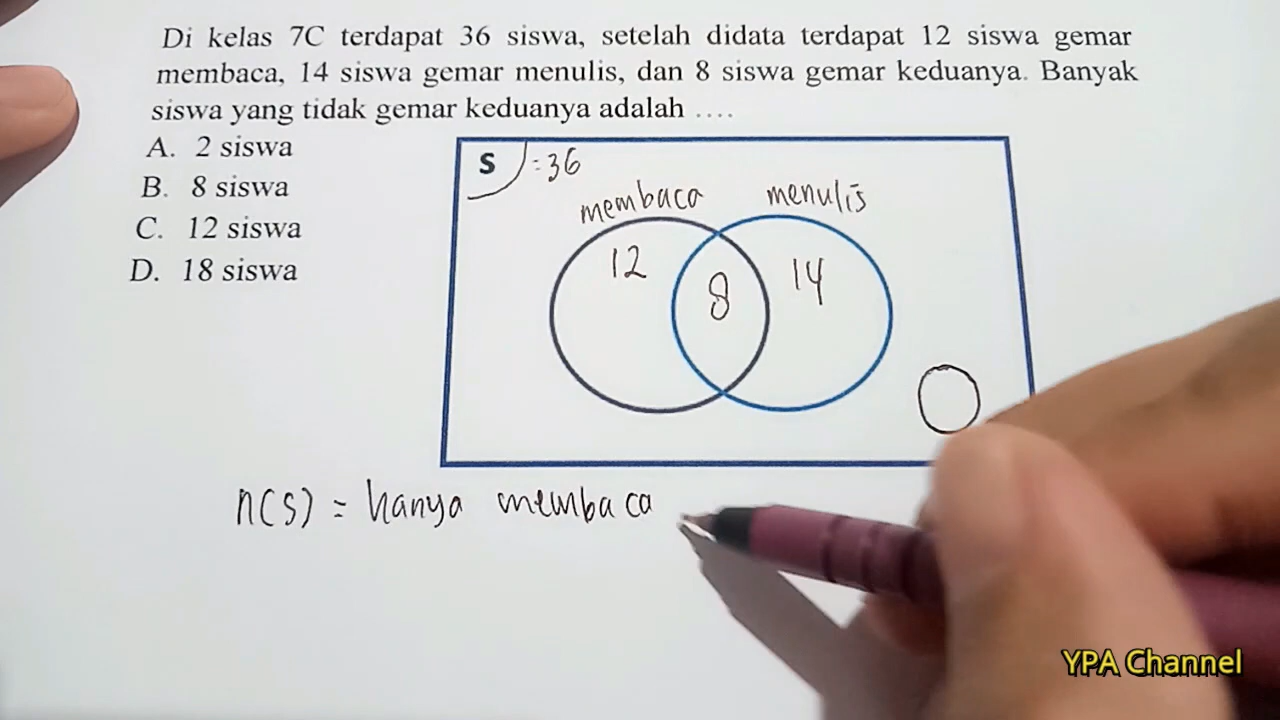 Di kelas 7C terdapat 36 siswa, setelah didata terdapat 12 siswa gemar
membaca, 14 siswa gemar menulis, dan 8 siswa gemar keduanya. Banyak
siswa yang tidak gemar keduanya adalah ....
A. 2 siswa
B. 8 siswa
C. 12 siswa
D. 18 siswa
S = 36
membaca menulis
12 8 14
n(S) = hanya membaca
YPA Channel